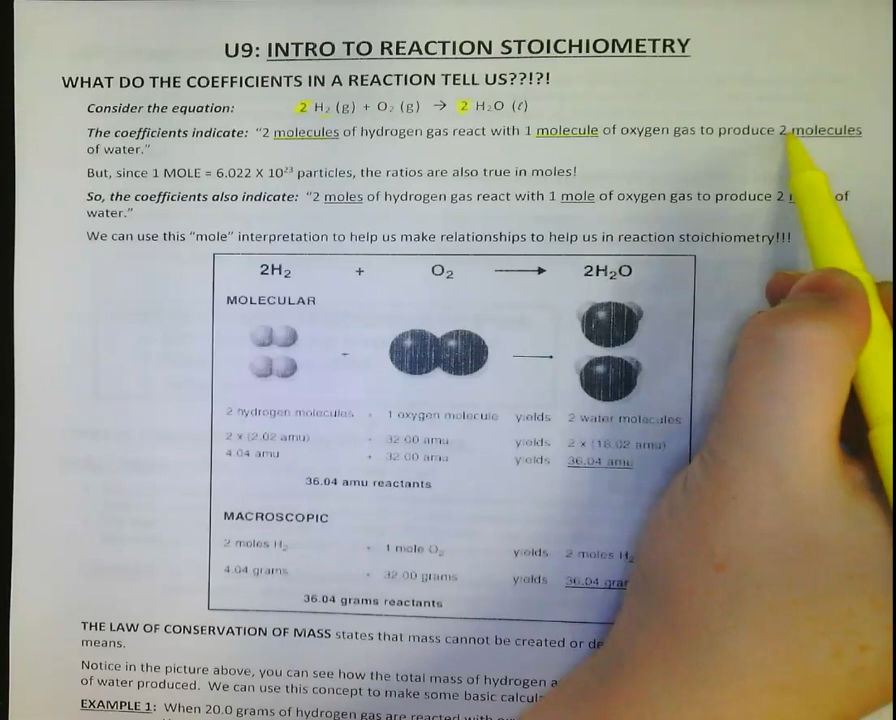 U9: INTRO TO REACTION STOICHIOMETRY
WHAT DO THE COEFFICIENTS IN A REACTION TELL US??!?!
Consider the equation: 2 H₂ (g) + O₂ (g) → 2 H₂O (ℓ)
The coefficients indicate: “2 molecules of hydrogen gas react with 1 molecule of oxygen gas to produce 2 molecules
of water.”
But, since 1 MOLE = 6.022 X 10²³ particles, the ratios are also true in moles!
So, the coefficients also indicate: “2 moles of hydrogen gas react with 1 mole of oxygen gas to produce 2 of
water.”
We can use this “mole” interpretation to help us make relationships to help us in reaction stoichiometry!!!
2H₂ + O₂ → 2H₂O
MOLECULAR
2 hydrogen molecules + 1 oxygen molecule yields 2 water molecules
2 x (2.02 amu) + 32.00 amu yields 2 x (18.02 amu)
4.04 amu + 32.00 amu yields 36.04 amu
36.04 amu reactants
MACROSCOPIC
2 moles H₂ + 1 mole O₂ yields 2 moles H₂
4.04 grams + 32.00 grams yields 36.04 gra
36.04 grams reactants
THE LAW OF CONSERVATION OF MASS states that mass cannot be created or de
means.
Notice in the picture above, you can see how the total mass of hydrogen a
of water produced. We can use this concept to make some basic calcul
EXAMPLE 1: When 20.0 grams of hydrogen gas are reacted with